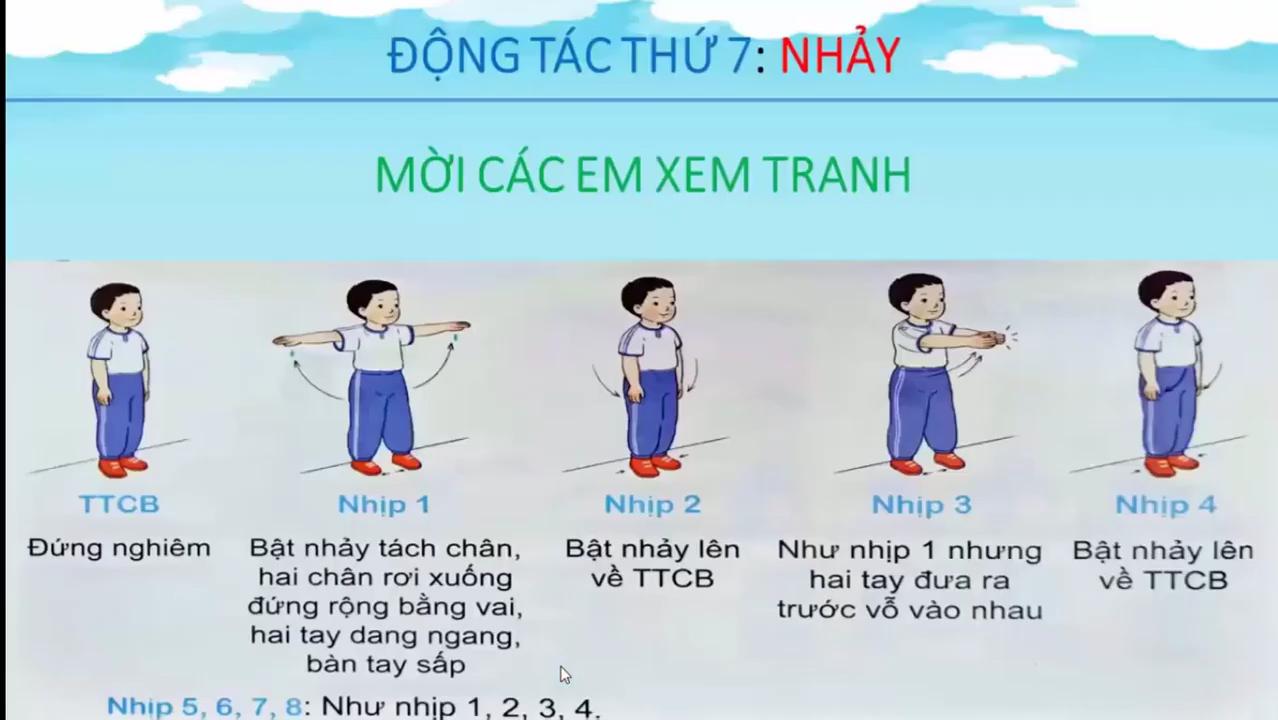 ĐỘNG TÁC THỨ 7: NHẢY
MỜI CÁC EM XEM TRANH
TTCB
Đứng nghiêm
Nhịp 1
Bật nhảy tách chân,
hai chân rơi xuống
đứng rộng bằng vai,
hai tay dang ngang,
bàn tay sấp
Nhịp 2
Bật nhảy lên
về TTCB
Nhịp 3
Như nhịp 1 nhưng
hai tay đưa ra
trước vỗ vào nhau
Nhịp 4
Bật nhảy lên
về TTCB
Nhịp 5, 6, 7, 8: Như nhịp 1, 2, 3, 4.